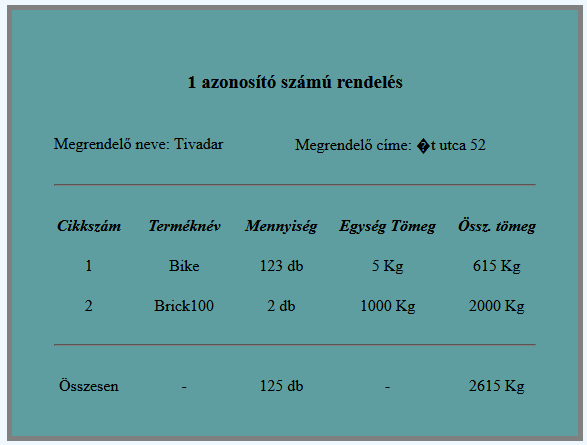 1 azonosító számú rendelés
Megrendelő neve: Tivadar Megrendelő címe: �t utca 52
Cikkszám Terméknév Mennyiség Egység Tömeg Össz. tömeg
1 Bike 123 db 5 Kg 615 Kg
2 Brick100 2 db 1000 Kg 2000 Kg
Összesen - 125 db - 2615 Kg